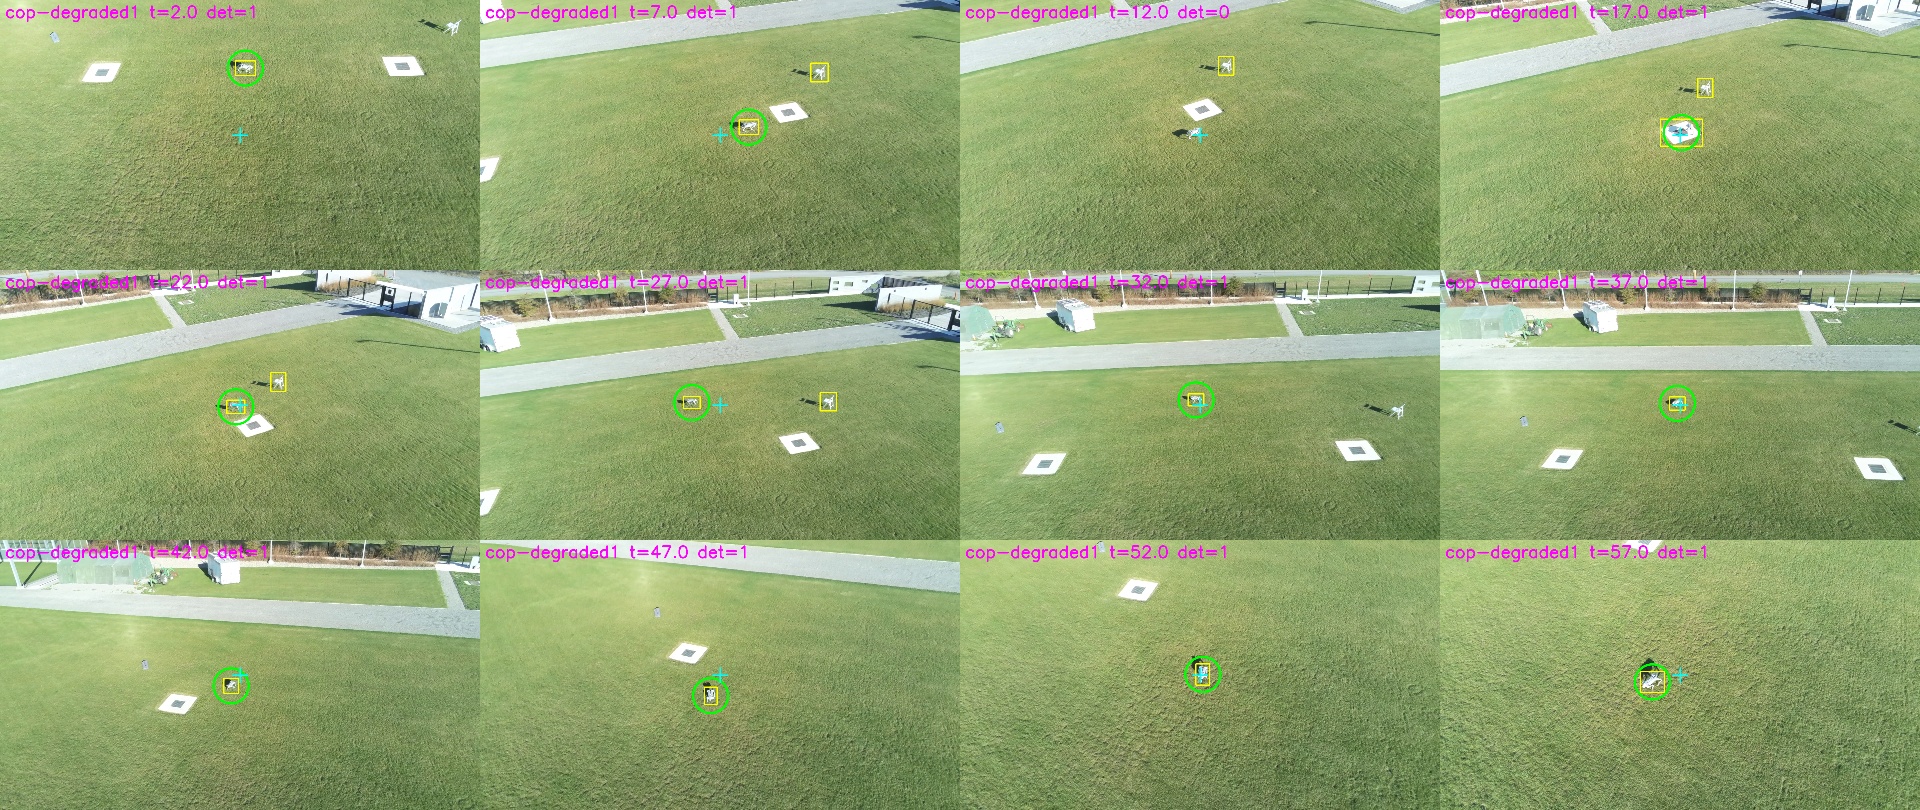 cop-degraded1 t=2.0 det=1
cop-degraded1 t=7.0 det=1
cop-degraded1 t=12.0 det=0
cop-degraded1 t=17.0 det=1
cop-degraded1 t=22.0 det=1
cop-degraded1 t=27.0 det=1
cop-degraded1 t=32.0 det=1
cop-degraded1 t=37.0 det=1
cop-degraded1 t=42.0 det=1
cop-degraded1 t=47.0 det=1
cop-degraded1 t=52.0 det=1
cop-degraded1 t=57.0 det=1